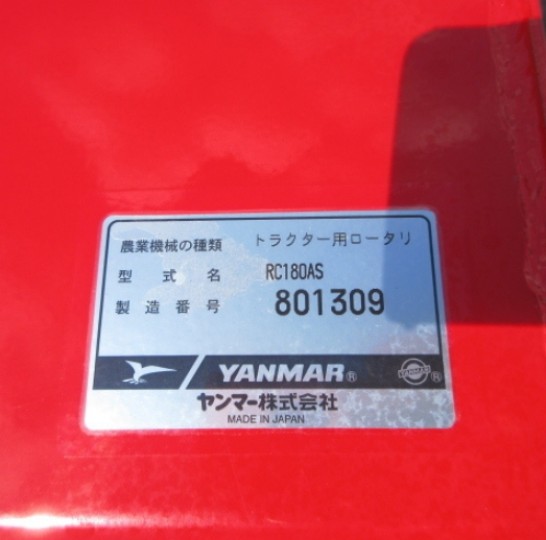 農業機械の種類 トラクター用ロータリ
型式名 RC180AS
製造番号 801309
YANMAR®
®
ヤンマー株式会社
MADE IN JAPAN